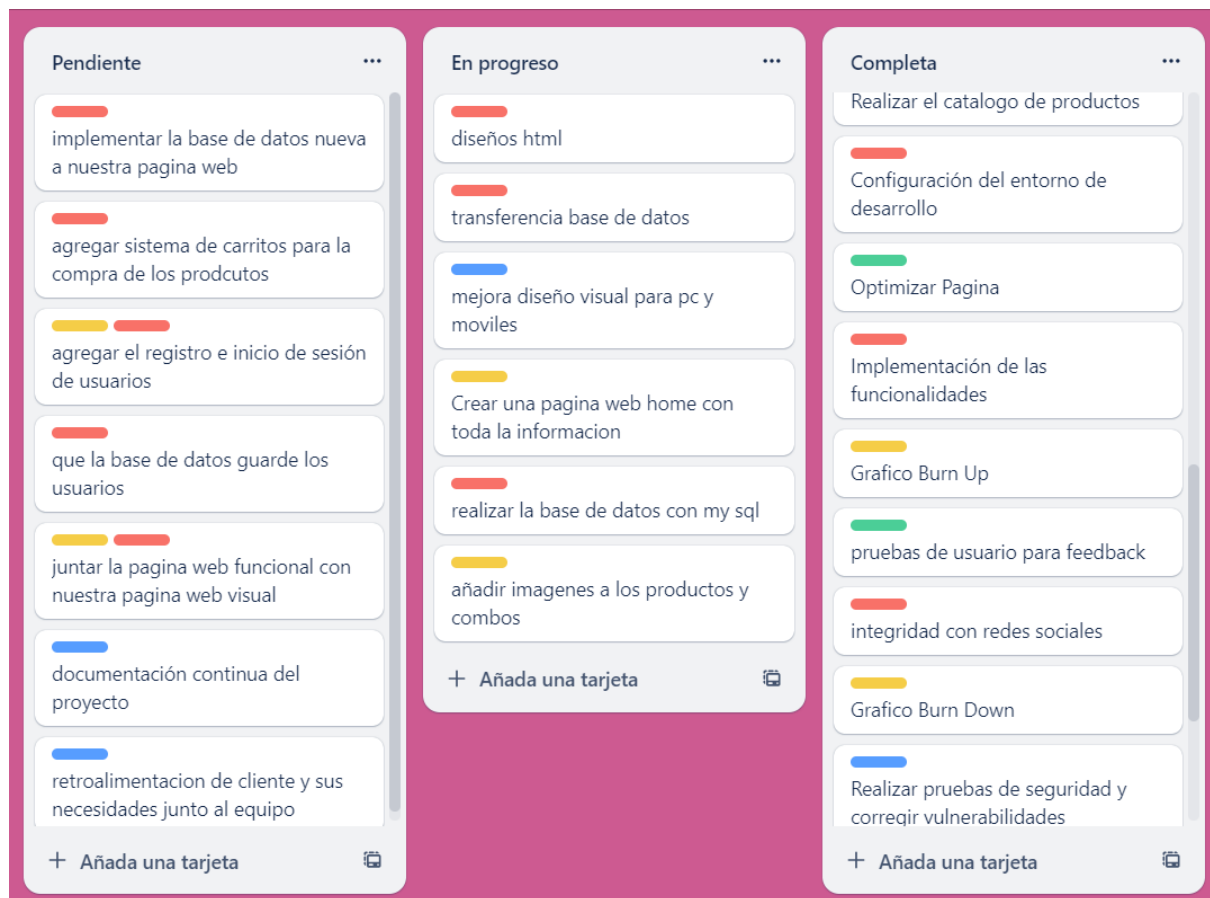 Pendiente
implementar la base de datos nueva
a nuestra pagina web
agregar sistema de carritos para la
compra de los prodcutos
agregar el registro e inicio de sesión
de usuarios
que la base de datos guarde los
usuarios
juntar la pagina web funcional con
nuestra pagina web visual
documentación continua del
proyecto
retroalimentacion de cliente y sus
necesidades junto al equipo
Añada una tarjeta
En progreso
diseños html
transferencia base de datos
mejora diseño visual para pc y
moviles
Crear una pagina web home con
toda la informacion
realizar la base de datos con my sql
añadir imagenes a los productos y
combos
Añada una tarjeta
Completa
Realizar el catalogo de productos
Configuración del entorno de
desarrollo
Optimizar Pagina
Implementación de las
funcionalidades
Grafico Burn Up
pruebas de usuario para feedback
integridad con redes sociales
Grafico Burn Down
Realizar pruebas de seguridad y
corregir vulnerabilidades
Añada una tarjeta